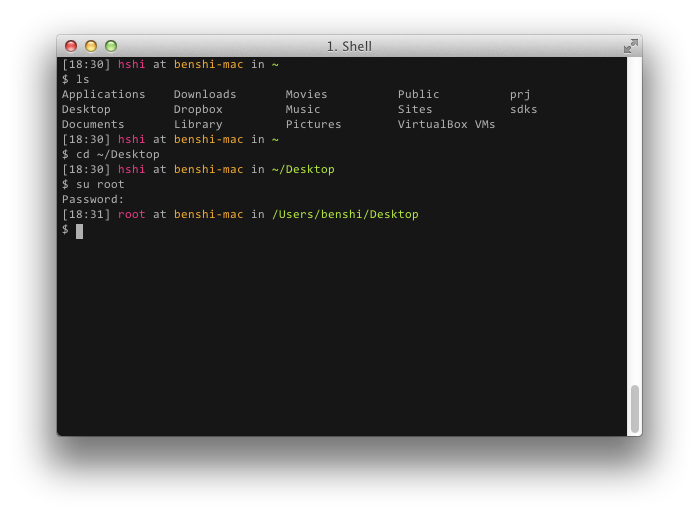 1. Shell
[18:30] hshi at benshi-mac in ~
$ ls
Applications    Downloads       Movies          Public          prj
Desktop         Dropbox         Music           Sites           sdks
Documents       Library         Pictures        VirtualBox VMs
[18:30] hshi at benshi-mac in ~
$ cd ~/Desktop
[18:30] hshi at benshi-mac in ~/Desktop
$ su root
Password:
[18:31] root at benshi-mac in /Users/benshi/Desktop
$